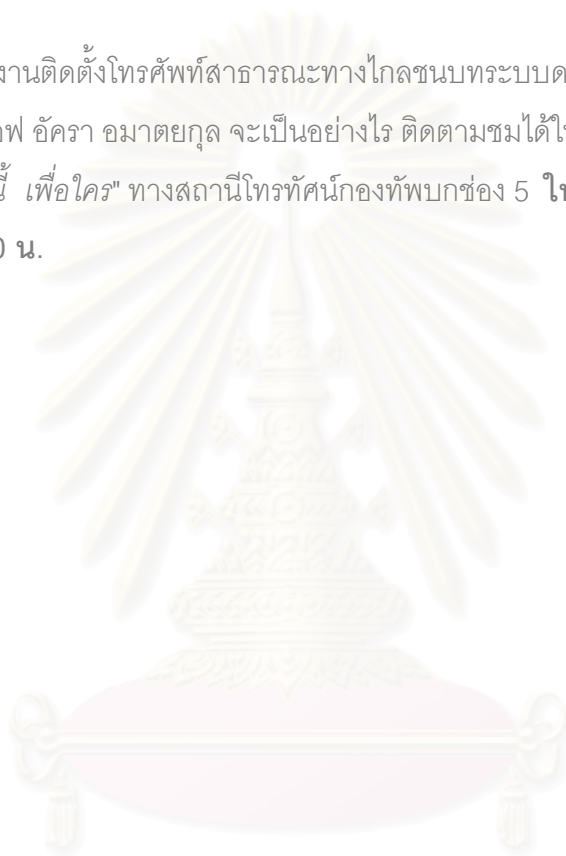 งานติดตั้งโทรศัพท์สาธารณะทางไกลชนบทระบบด
อฟ อัครา อมาตยกุล จะเป็นอย่างไร ติดตามชมได้ใ
นี้ เพื่อใคร" ทางสถานีโทรทัศน์กองทัพบกช่อง 5 ใ
0 น.